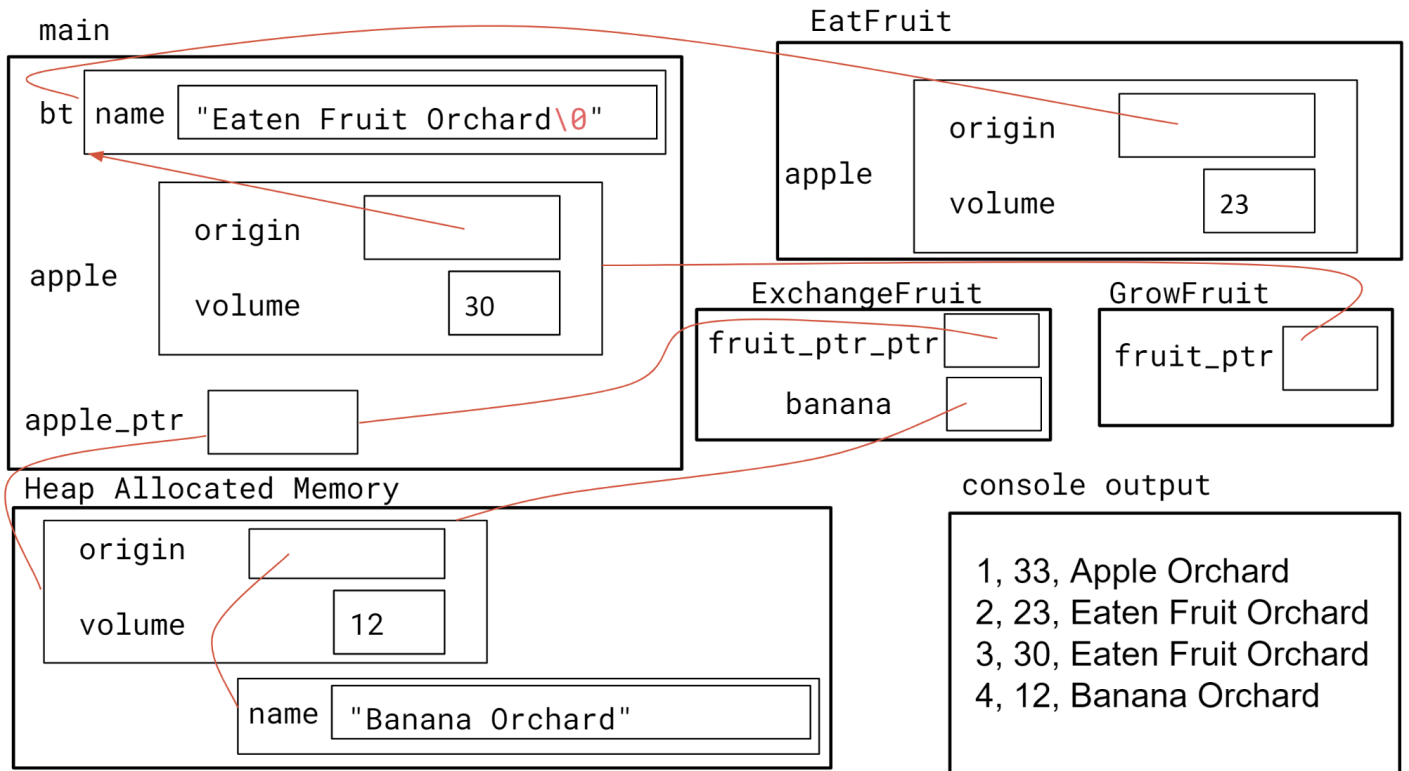 main
bt name "Eaten Fruit Orchard\0"
apple
origin
volume 30
apple_ptr
EatFruit
apple
origin
volume 23
ExchangeFruit
fruit_ptr_ptr
banana
GrowFruit
fruit_ptr
Heap Allocated Memory
origin
volume 12
name "Banana Orchard"
console output
1, 33, Apple Orchard
2, 23, Eaten Fruit Orchard
3, 30, Eaten Fruit Orchard
4, 12, Banana Orchard